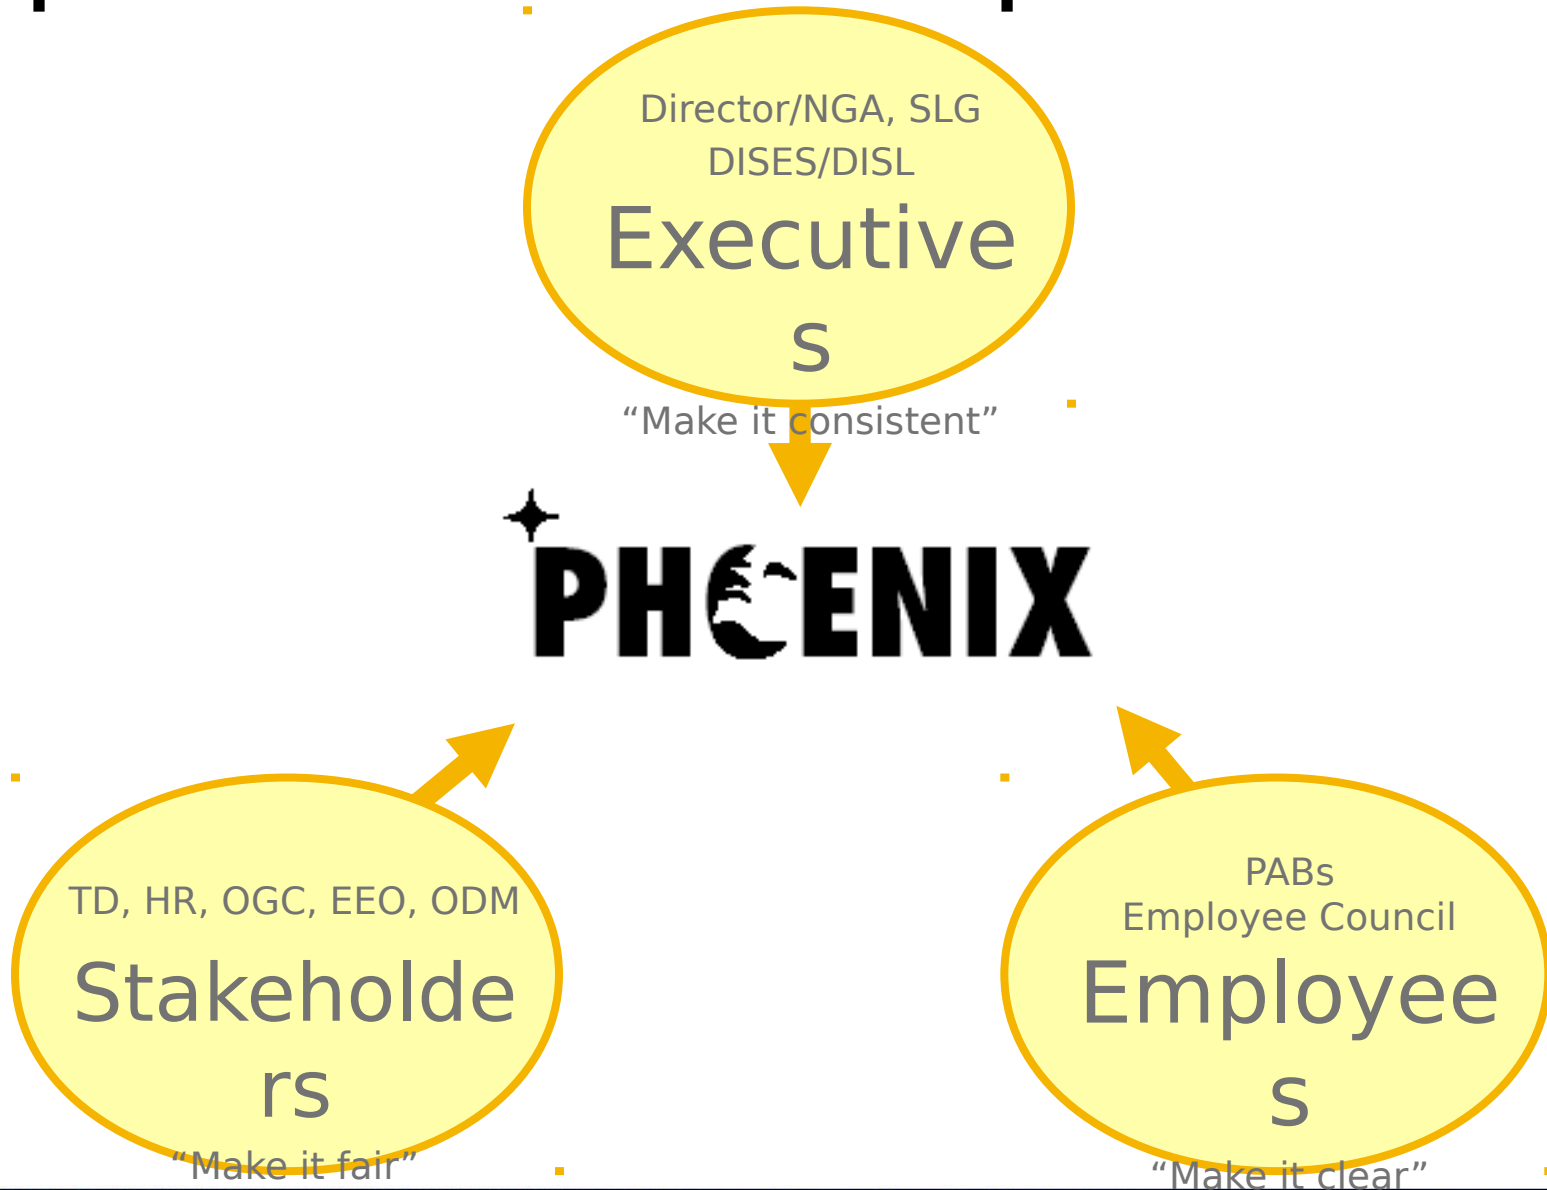 Director/NGA, SLG
DISES/DISL
Executive
s
“Make it consistent”
PHOENIX
TD, HR, OGC, EEO, ODM
Stakeholde
rs
“Make it fair”
PABs
Employee Council
Employee
s
“Make it clear”